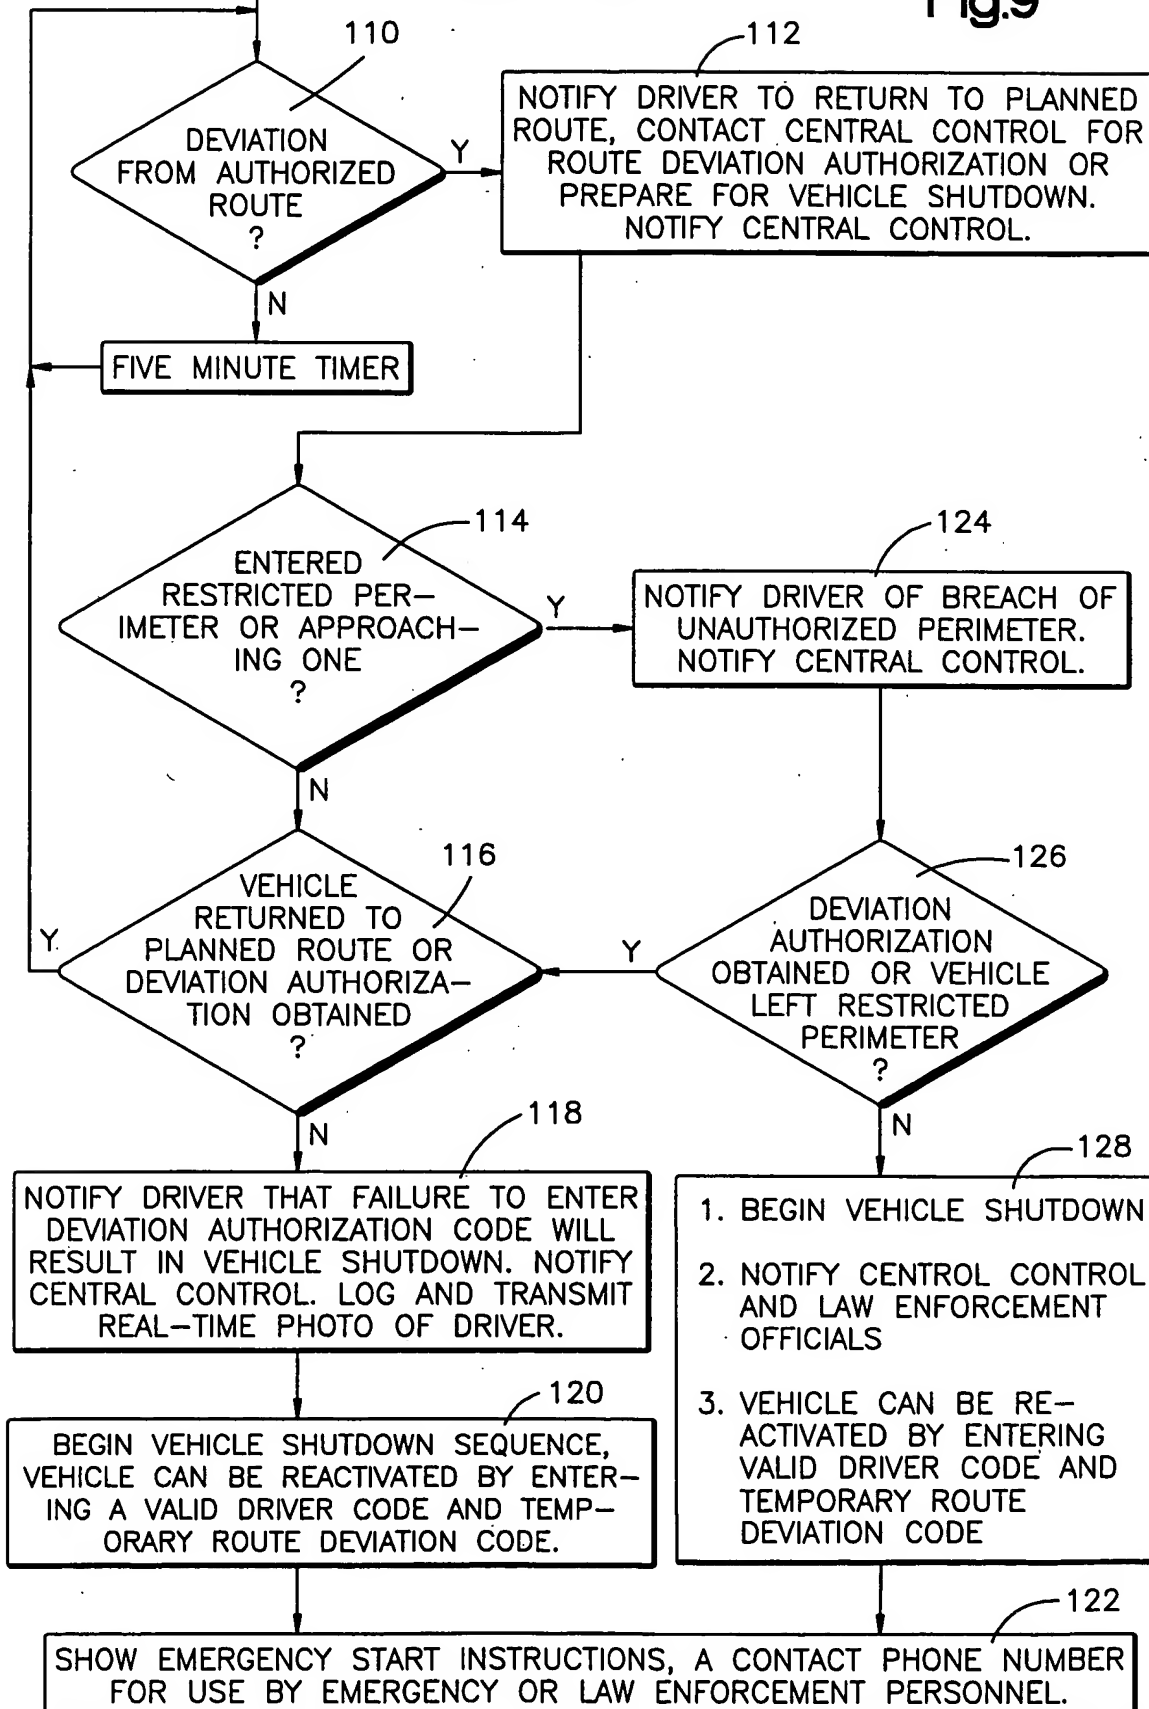 Fig.9
110
DEVIATION
FROM AUTHORIZED
ROUTE
?
Y
N
112
NOTIFY DRIVER TO RETURN TO PLANNED
ROUTE, CONTACT CENTRAL CONTROL FOR
ROUTE DEVIATION AUTHORIZATION OR
PREPARE FOR VEHICLE SHUTDOWN.
NOTIFY CENTRAL CONTROL.
FIVE MINUTE TIMER
114
ENTERED
RESTRICTED PER-
IMETER OR APPROACH-
ING ONE
?
Y
N
124
NOTIFY DRIVER OF BREACH OF
UNAUTHORIZED PERIMETER.
NOTIFY CENTRAL CONTROL.
116
VEHICLE
RETURNED TO
PLANNED ROUTE OR
DEVIATION AUTHORIZA-
TION OBTAINED
?
Y
N
126
DEVIATION
AUTHORIZATION
OBTAINED OR VEHICLE
LEFT RESTRICTED
PERIMETER
?
Y
N
118
NOTIFY DRIVER THAT FAILURE TO ENTER
DEVIATION AUTHORIZATION CODE WILL
RESULT IN VEHICLE SHUTDOWN. NOTIFY
CENTRAL CONTROL. LOG AND TRANSMIT
REAL-TIME PHOTO OF DRIVER.
128
1. BEGIN VEHICLE SHUTDOWN
2. NOTIFY CENTROL CONTROL
AND LAW ENFORCEMENT
OFFICIALS
3. VEHICLE CAN BE RE-
ACTIVATED BY ENTERING
VALID DRIVER CODE AND
TEMPORARY ROUTE
DEVIATION CODE
120
BEGIN VEHICLE SHUTDOWN SEQUENCE,
VEHICLE CAN BE REACTIVATED BY ENTER-
ING A VALID DRIVER CODE AND TEMP-
ORARY ROUTE DEVIATION CODE.
122
SHOW EMERGENCY START INSTRUCTIONS, A CONTACT PHONE NUMBER
FOR USE BY EMERGENCY OR LAW ENFORCEMENT PERSONNEL.